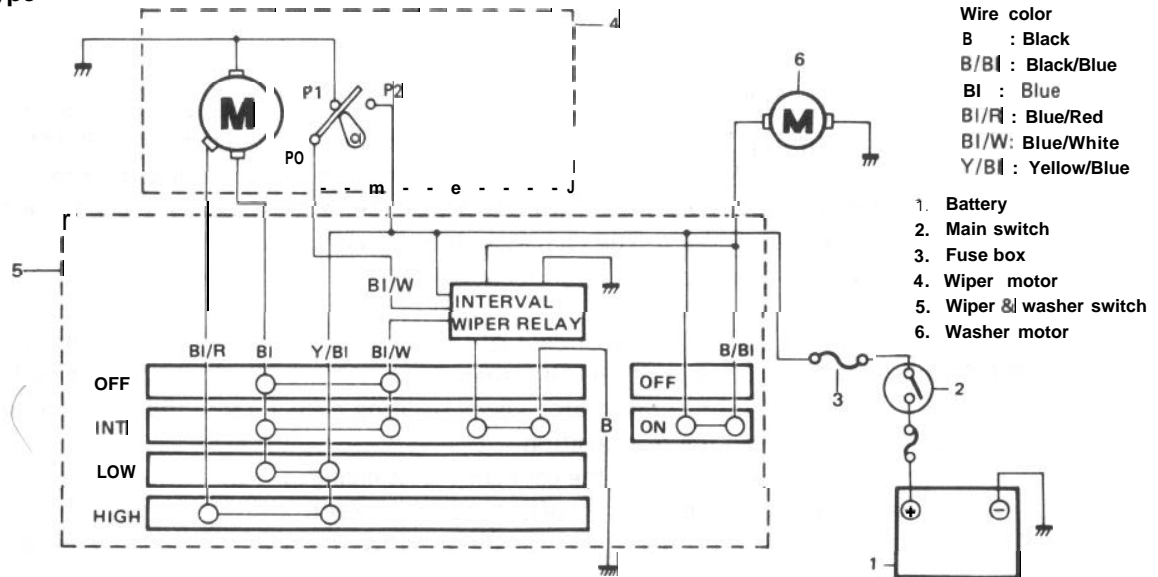 ype
4
P1
P2
M
a
PO
- - m - - e - - - - J
6
M
Wire color
B : Black
B/Bl : Black/Blue
Bl : Blue
Bl/R : Blue/Red
Bl/W: Blue/White
Y/Bl : Yellow/Blue
1. Battery
2. Main switch
3. Fuse box
4. Wiper motor
5. Wiper & washer switch
6. Washer motor
5
Bl/W
INTERVAL
WIPER RELAY
Bl/R Bl Y/Bl Bl/W
B/Bl
OFF
INT
LOW
HIGH
B
OFF
ON
3
2
+
−
1